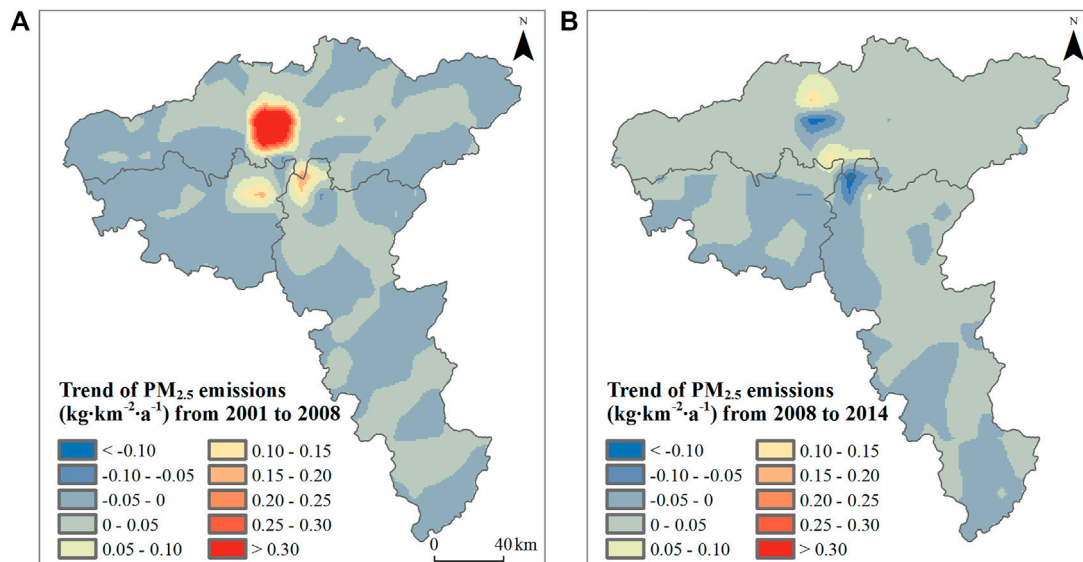 A
N
Trend of PM2.5 emissions
(kg·km-2·a-1) from 2001 to 2008
< -0.10
-0.10 - -0.05
-0.05 - 0
0 - 0.05
0.05 - 0.10
0.10 - 0.15
0.15 - 0.20
0.20 - 0.25
0.25 - 0.30
> 0.30
0 40 km
B
N
Trend of PM2.5 emissions
(kg·km-2·a-1) from 2008 to 2014
< -0.10
-0.10 - -0.05
-0.05 - 0
0 - 0.05
0.05 - 0.10
0.10 - 0.15
0.15 - 0.20
0.20 - 0.25
0.25 - 0.30
> 0.30